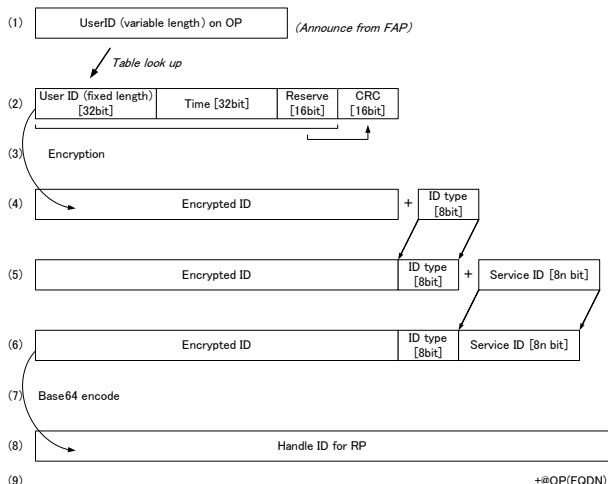 (1) UserID (variable length) on OP (Announce from FAP)
Table look up
(2) User ID (fixed length) [32bit] Time [32bit] Reserve [16bit] CRC [16bit]
(3) Encryption
(4) Encrypted ID + ID type [8bit]
(5) Encrypted ID ID type [8bit] + Service ID [8n bit]
(6) Encrypted ID ID type [8bit] Service ID [8n bit]
(7) Base64 encode
(8) Handle ID for RP
(9) +@OP(FQDN)